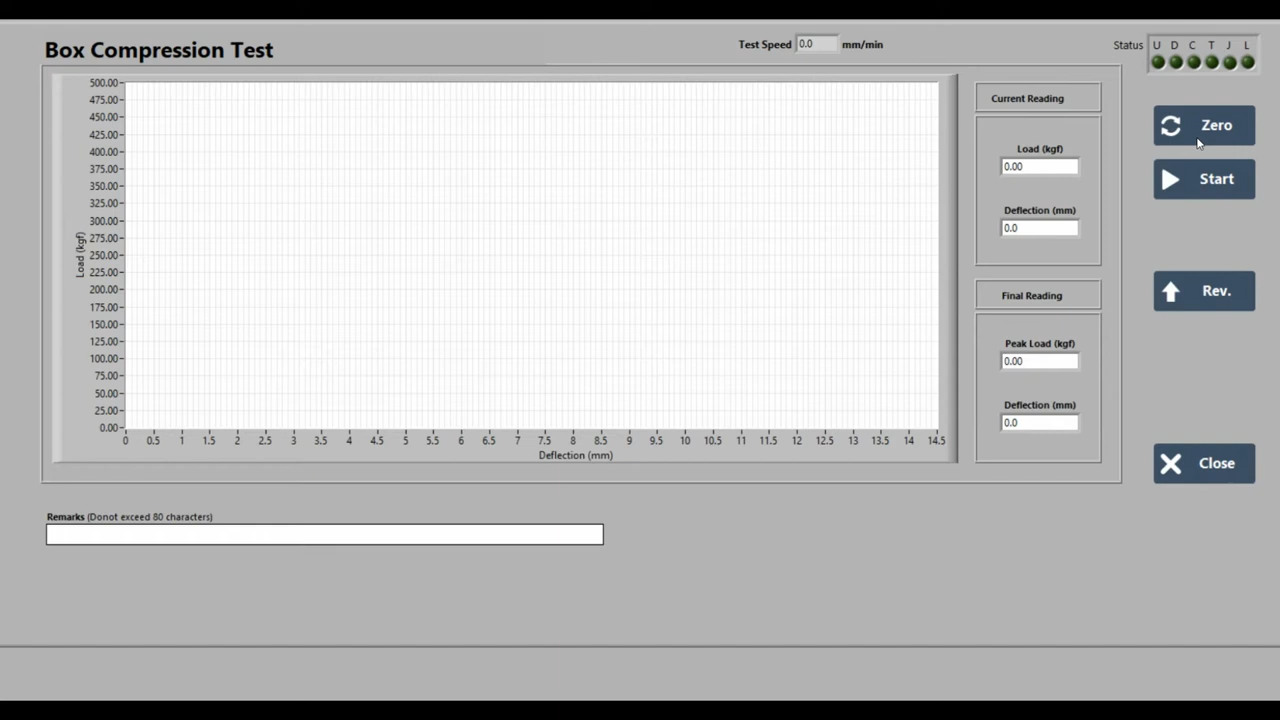 Box Compression Test
Test Speed 0.0 mm/min
Status U D C T J L
500.00
475.00
450.00
425.00
400.00
375.00
350.00
325.00
300.00
275.00
250.00
225.00
200.00
175.00
150.00
125.00
100.00
75.00
50.00
25.00
0.00
Load (kgf)
0 0.5 1 1.5 2 2.5 3 3.5 4 4.5 5 5.5 6 6.5 7 7.5 8 8.5 9 9.5 10 10.5 11 11.5 12 12.5 13 13.5 14 14.5
Deflection (mm)
Current Reading
Load (kgf)
0.00
Deflection (mm)
0.0
Final Reading
Peak Load (kgf)
0.00
Deflection (mm)
0.0
Zero
Start
Rev.
Close
Remarks (Donot exceed 80 characters)